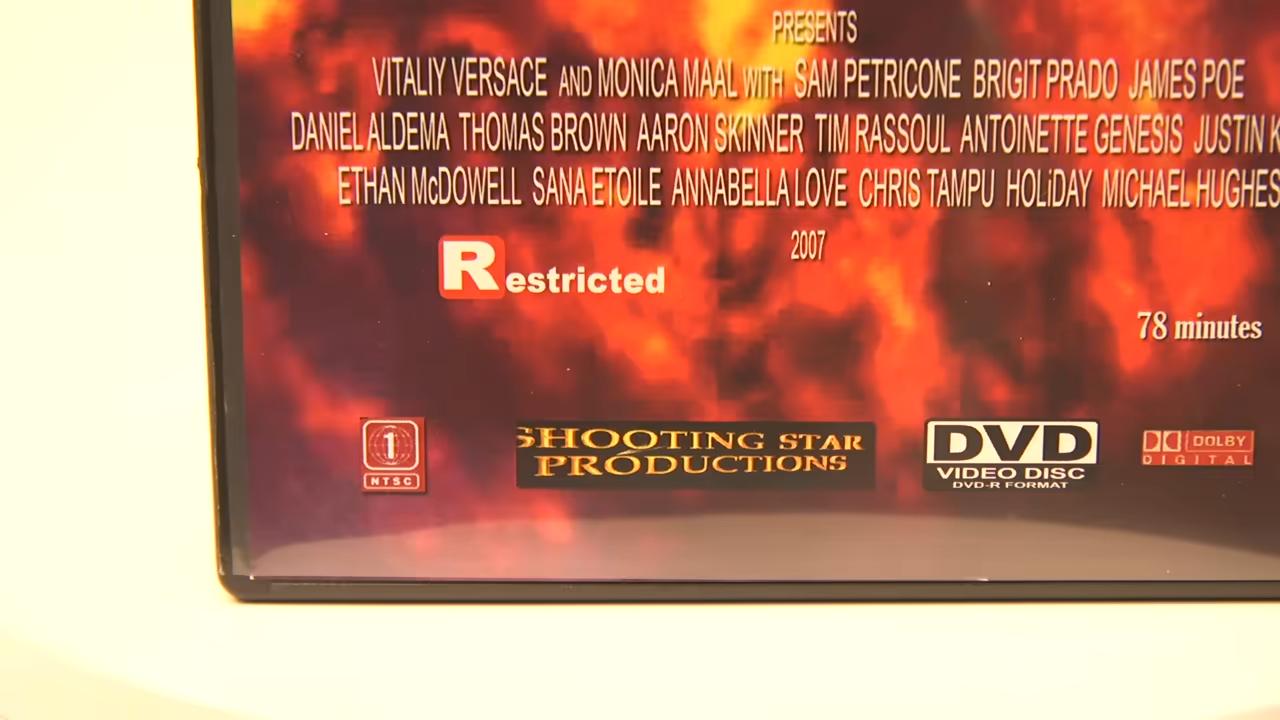 PRESENTS
VITALIY VERSACE AND MONICA MAAL WITH SAM PETRICONE BRIGIT PRADO JAMES POE
DANIEL ALDEMA THOMAS BROWN AARON SKINNER TIM RASSOUL ANTOINETTE GENESIS JUSTIN K
ETHAN McDOWELL SANA ETOILE ANNABELLA LOVE CHRIS TAMPU HOLiDAY MICHAEL HUGHES
2007
Restricted
78 minutes
1
NTSC
SHOOTING STAR
PRODUCTIONS
DVD
VIDEO DISC
DVD-R FORMAT
DOLBY
DIGITAL